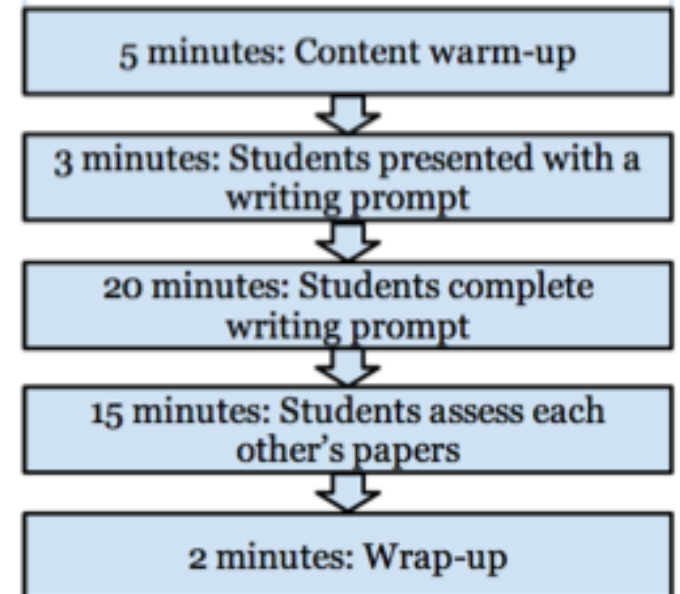 5 minutes: Content warm-up
3 minutes: Students presented with a
writing prompt
20 minutes: Students complete
writing prompt
15 minutes: Students assess each
other’s papers
2 minutes: Wrap-up